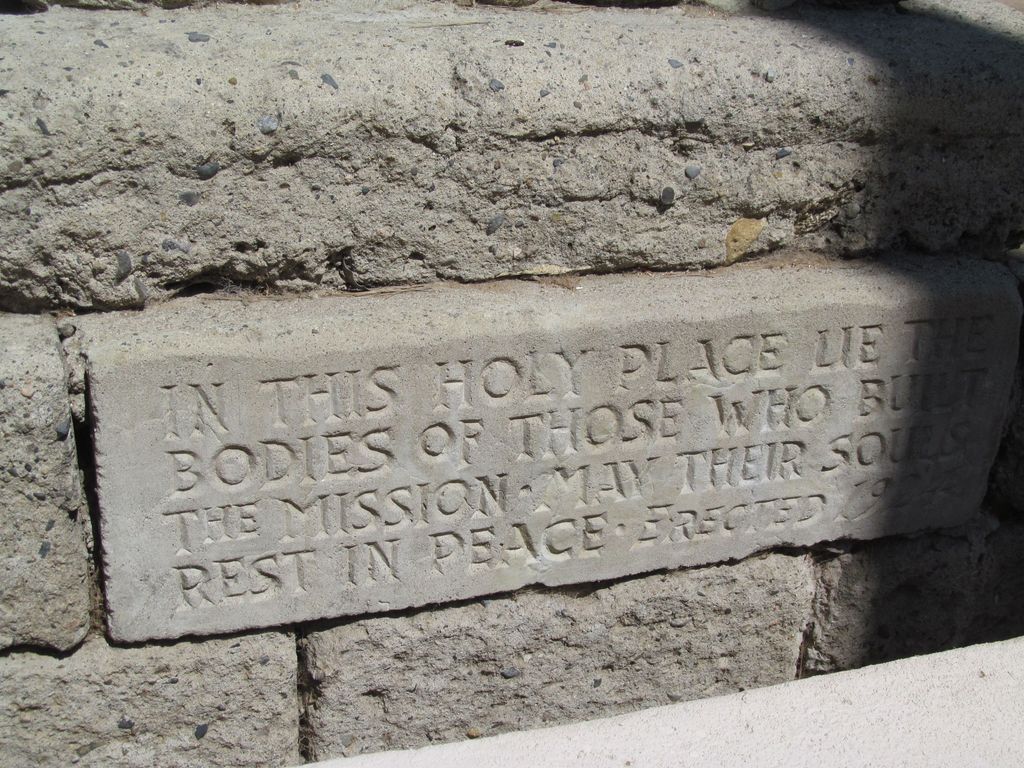 IN THIS HOLY PLACE LIE THE
BODIES OF THOSE WHO BUILT
THE MISSION · MAY THEIR SOULS
REST IN PEACE · ERECTED